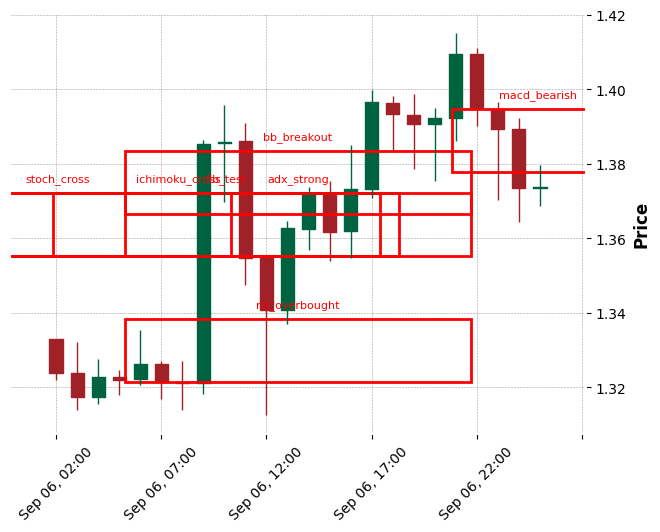 1.42
1.40
macd_bearish
bb_breakout
1.38
stoch_cross
adx_strong
1.36
Price
1.34
1.32
Sep 06, 02:00
Sep 06, 07:00
Sep 06, 12:00
Sep 06, 17:00
Sep 06, 22:00